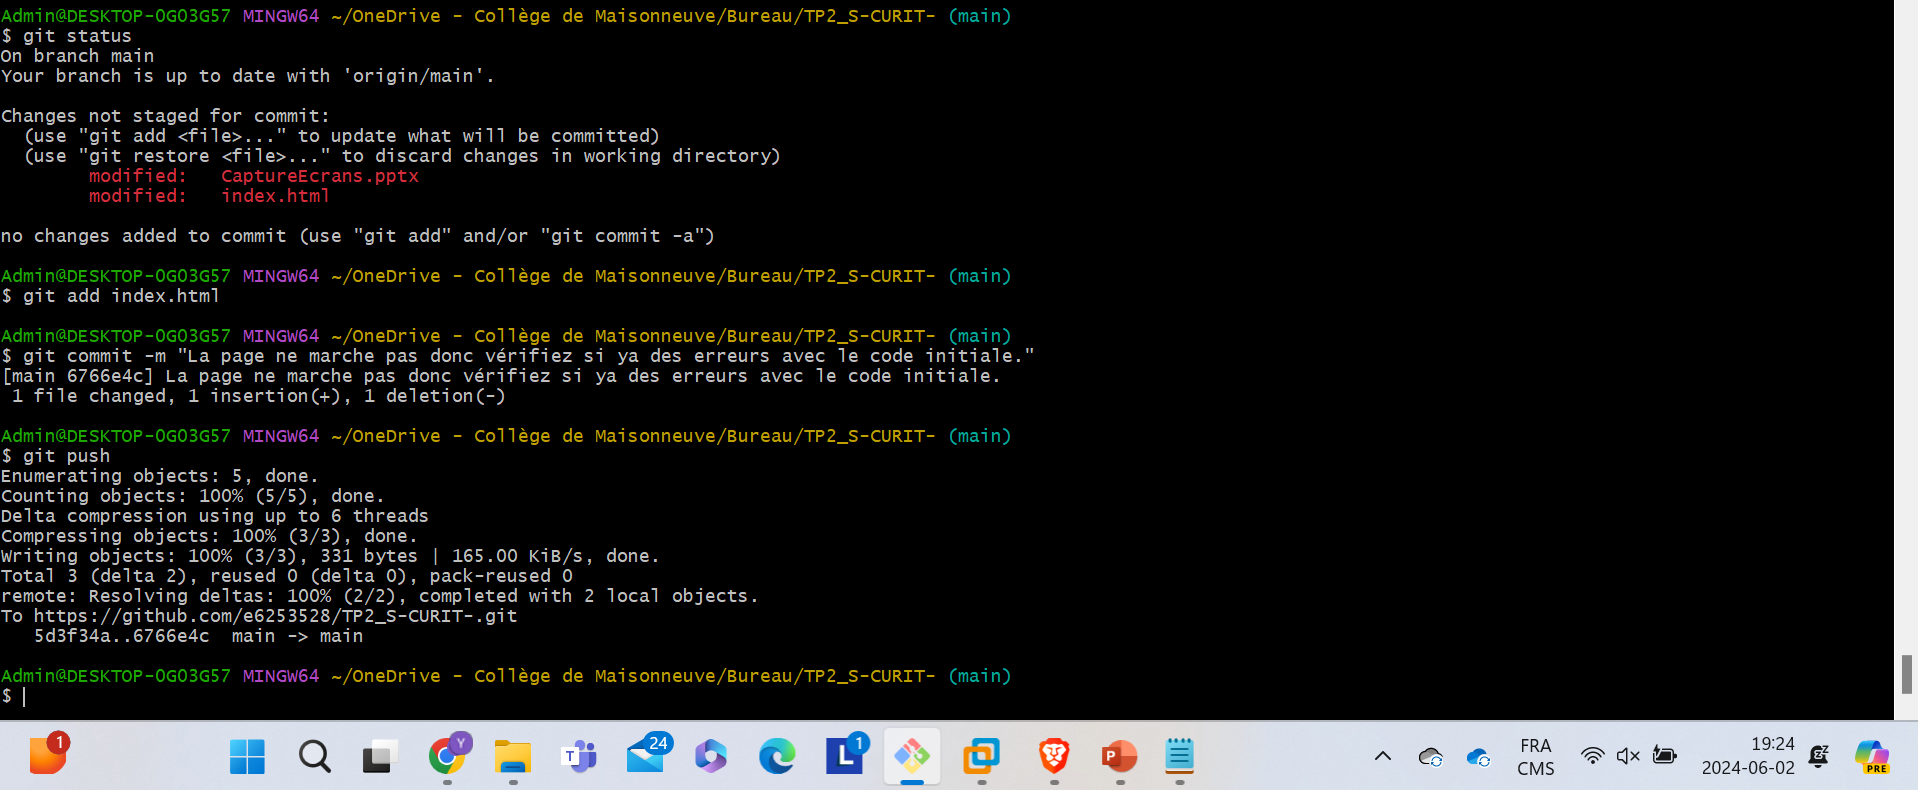 Admin@DESKTOP-0G03G57 MINGW64 ~/OneDrive - Collège de Maisonneuve/Bureau/TP2_S-CURIT- (main)
$ git status
On branch main
Your branch is up to date with 'origin/main'.
Changes not staged for commit:
  (use "git add <file>..." to update what will be committed)
  (use "git restore <file>..." to discard changes in working directory)
        modified:   CaptureEcrans.pptx
        modified:   index.html
no changes added to commit (use "git add" and/or "git commit -a")
Admin@DESKTOP-0G03G57 MINGW64 ~/OneDrive - Collège de Maisonneuve/Bureau/TP2_S-CURIT- (main)
$ git add index.html
Admin@DESKTOP-0G03G57 MINGW64 ~/OneDrive - Collège de Maisonneuve/Bureau/TP2_S-CURIT- (main)
$ git commit -m "La page ne marche pas donc vérifiez si ya des erreurs avec le code initiale."
[main 6766e4c] La page ne marche pas donc vérifiez si ya des erreurs avec le code initiale.
 1 file changed, 1 insertion(+), 1 deletion(-)
Admin@DESKTOP-0G03G57 MINGW64 ~/OneDrive - Collège de Maisonneuve/Bureau/TP2_S-CURIT- (main)
$ git push
Enumerating objects: 5, done.
Counting objects: 100% (5/5), done.
Delta compression using up to 6 threads
Compressing objects: 100% (3/3), done.
Writing objects: 100% (3/3), 331 bytes | 165.00 KiB/s, done.
Total 3 (delta 2), reused 0 (delta 0), pack-reused 0
remote: Resolving deltas: 100% (2/2), completed with 2 local objects.
To https://github.com/e6253528/TP2_S-CURIT-.git
   5d3f34a..6766e4c  main -> main
Admin@DESKTOP-0G03G57 MINGW64 ~/OneDrive - Collège de Maisonneuve/Bureau/TP2_S-CURIT- (main)
$
1
Y
T
24
L
1
P
FRA
CMS
19:24
2024-06-02
PRE